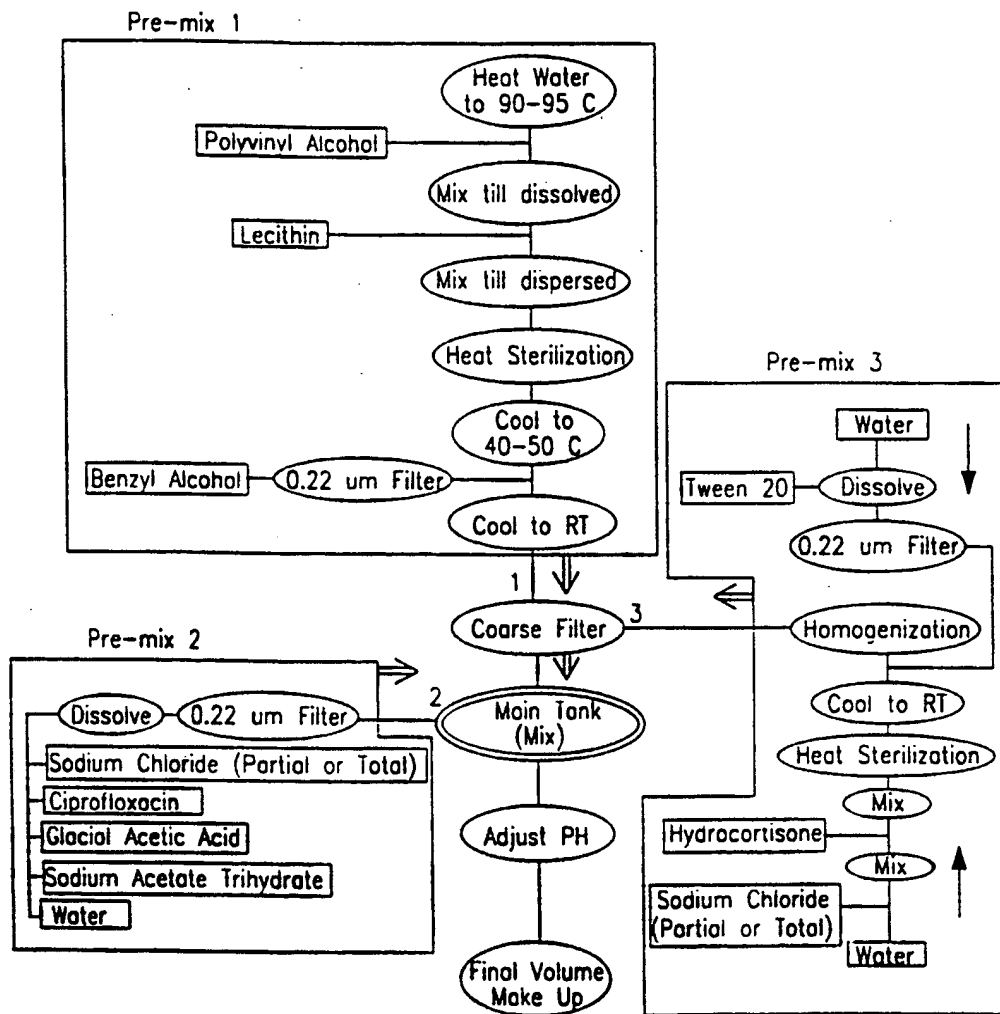 Pre-mix 1
Heat Water
to 90-95 C
Polyvinyl Alcohol
Mix till dissolved
Lecithin
Mix till dispersed
Heat Sterilization
Cool to
40-50 C
Benzyl Alcohol
0.22 um Filter
Cool to RT
1
Coarse Filter
3
Pre-mix 2
Dissolve
0.22 um Filter
2
Main Tank
(Mix)
Sodium Chloride (Partial or Total)
Ciprofloxacin
Glaciol Acetic Acid
Sodium Acetate Trihydrate
Water
Adjust PH
Final Volume
Make Up
Pre-mix 3
Water
Tween 20
Dissolve
0.22 um Filter
Homogenization
Cool to RT
Heat Sterilization
Mix
Hydrocortisone
Mix
Sodium Chloride
(Partial or Total)
Water